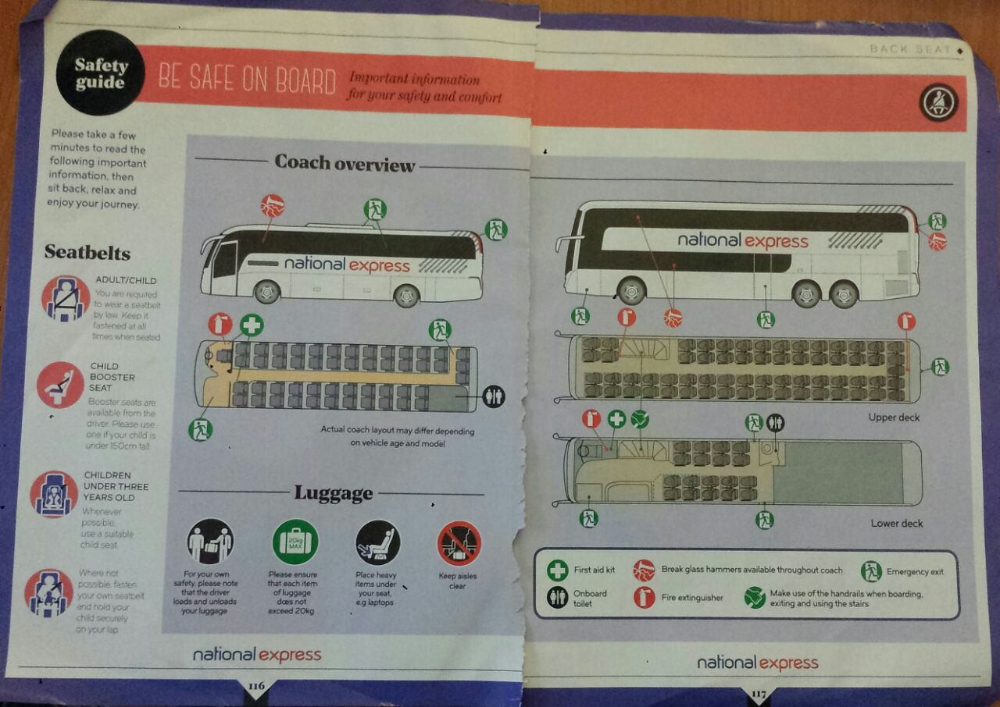 BACK SEAT
Safety
guide
BE SAFE ON BOARD
Important information
for your safety and comfort
Please take a few
minutes to read the
following important
information, then
sit back, relax and
enjoy your journey.
Seatbelts
ADULT/CHILD
You are required
to wear a seatbelt
by law. Keep it
fastened at all
times when seated
CHILD
BOOSTER
SEAT
Booster seats are
available from the
driver. Please use
one if your child is
under 150cm tall
CHILDREN
UNDER THREE
YEARS OLD
Whenever
possible,
use a suitable
child seat
Where not
possible, fasten
your own seatbelt
and hold your
child securely
on your lap
Coach overview
national express
Actual coach layout may differ depending
on vehicle age and model
Luggage
For your own
safety, please note
that the driver
loads and unloads
your luggage
20kg
MAX
Please ensure
that each item
of luggage
does not
exceed 20kg
Place heavy
items under
your seat,
e.g laptops
Keep aisles
clear
national express
116
national express
Upper deck
Lower deck
First aid kit
Break glass hammers available throughout coach
Emergency exit
Onboard
toilet
Fire extinguisher
Make use of the handrails when boarding,
exiting and using the stairs
national express
117